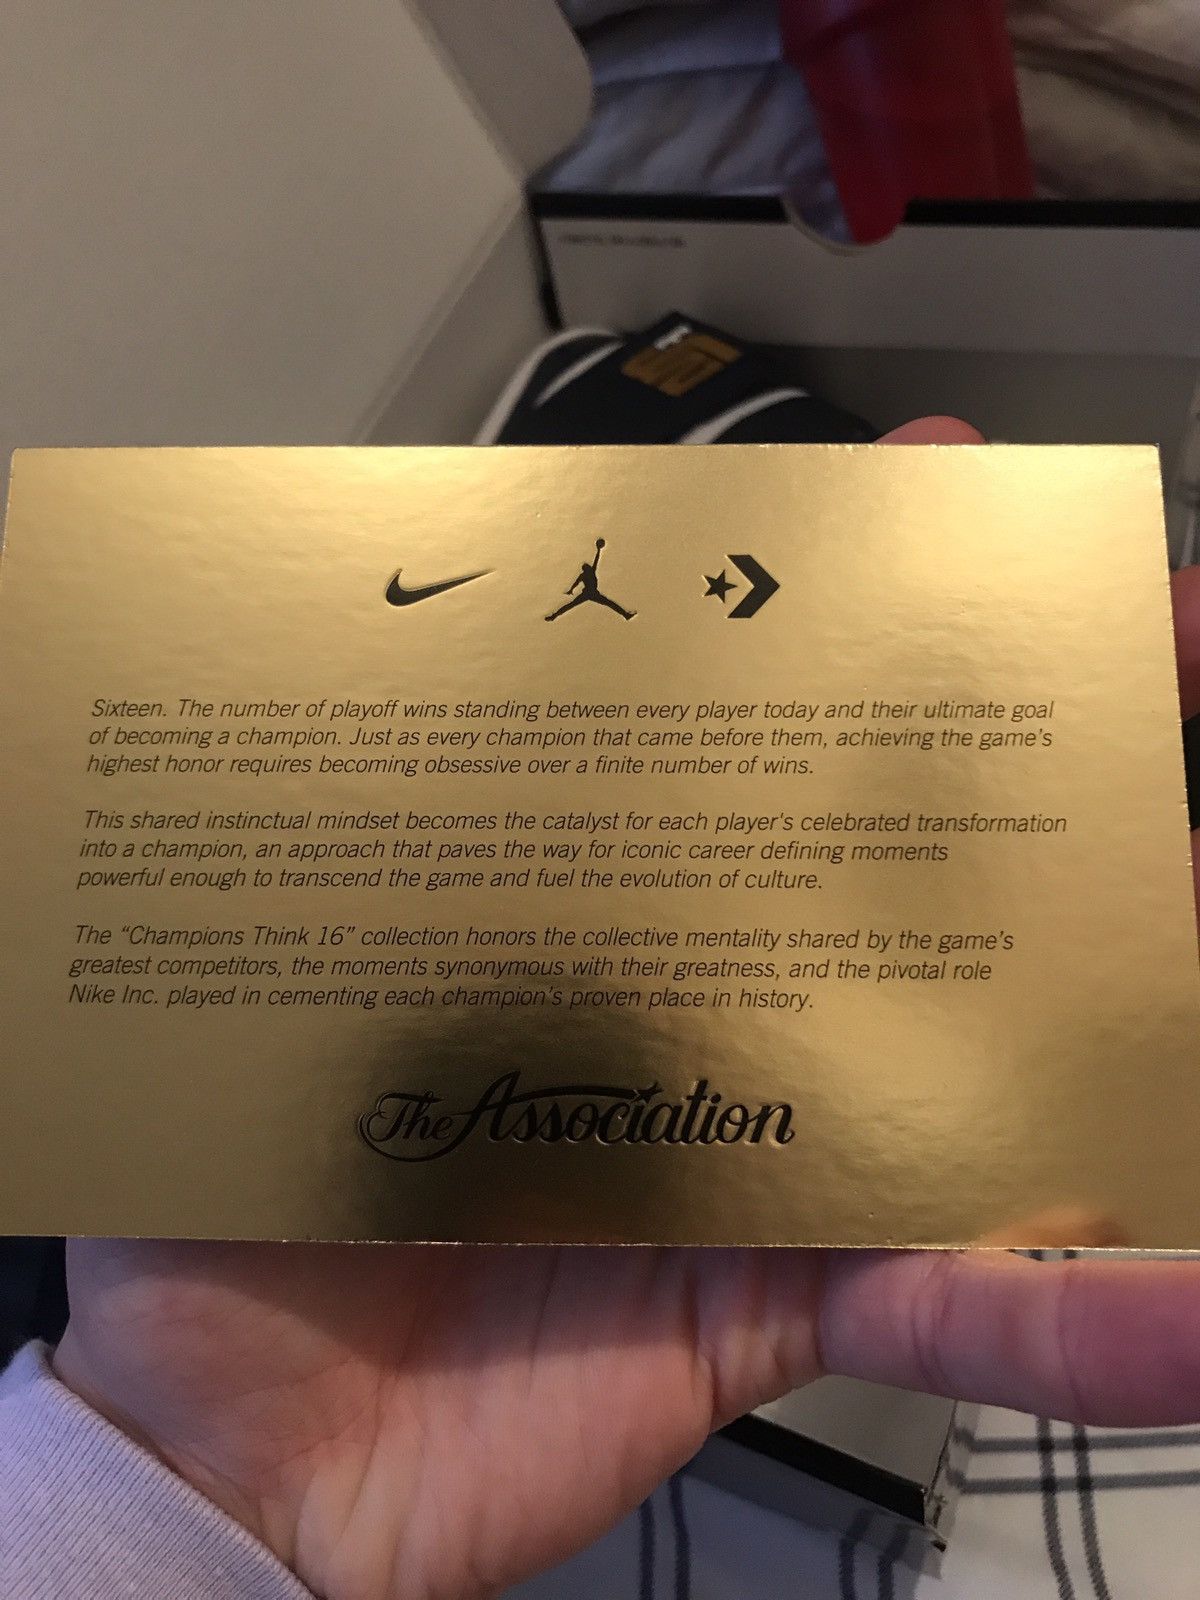 Sixteen. The number of playoff wins standing between every player today and their ultimate goal
of becoming a champion. Just as every champion that came before them, achieving the game's
highest honor requires becoming obsessive over a finite number of wins.
This shared instinctual mindset becomes the catalyst for each player's celebrated transformation
into a champion, an approach that paves the way for iconic career defining moments
powerful enough to transcend the game and fuel the evolution of culture.
The “Champions Think 16” collection honors the collective mentality shared by the game's
greatest competitors, the moments synonymous with their greatness, and the pivotal role
Nike Inc. played in cementing each champion's proven place in history.
The Association